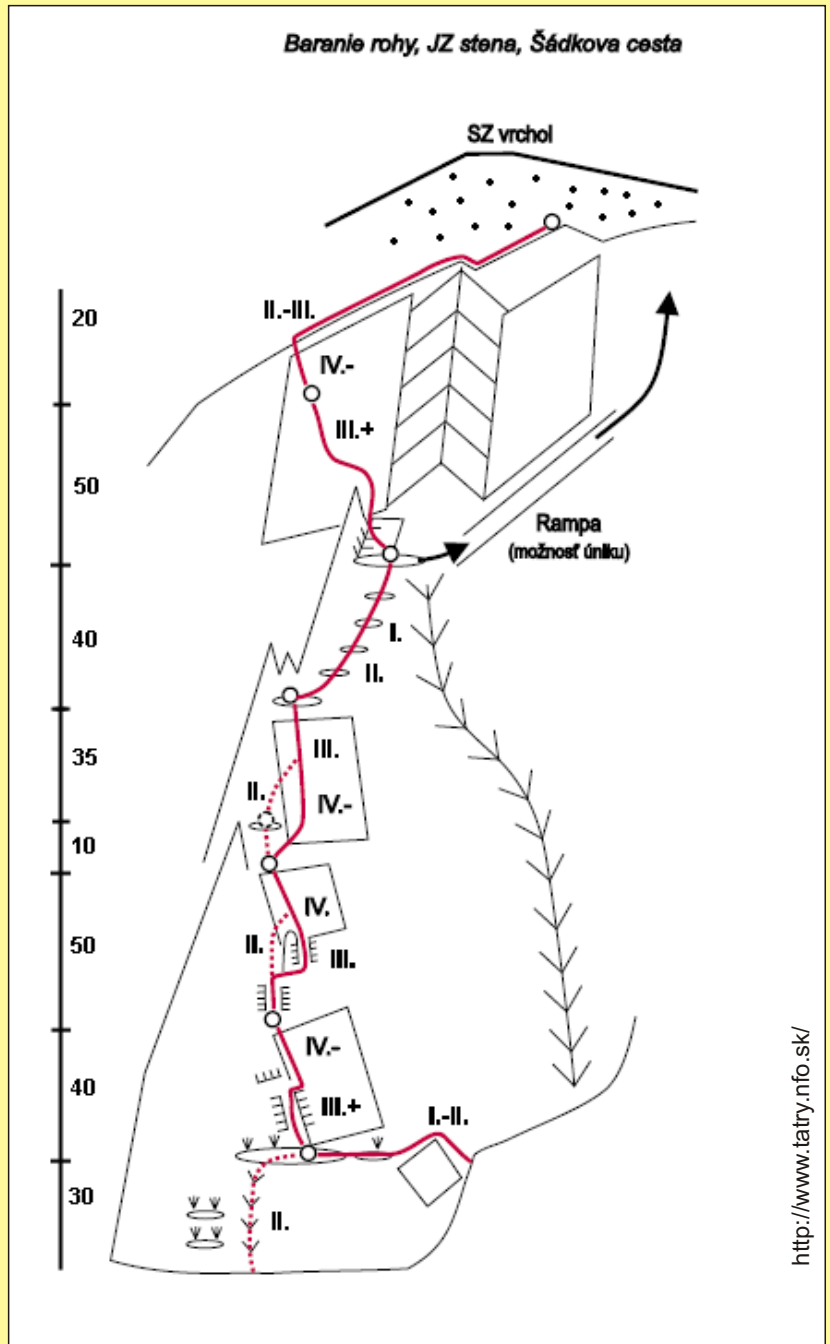 Baranie rohy, JZ stena, Šádkova cesta
SZ vrchol
20
II.-III.
IV.-
III.+
50
Rampa
(možnosť úniku)
40
I.
II.
35
III.
II.
IV.-
10
IV.
50
II.
III.
IV.-
40
III.+
I.-II.
30
II.
http://www.tatry.nfo.sk/